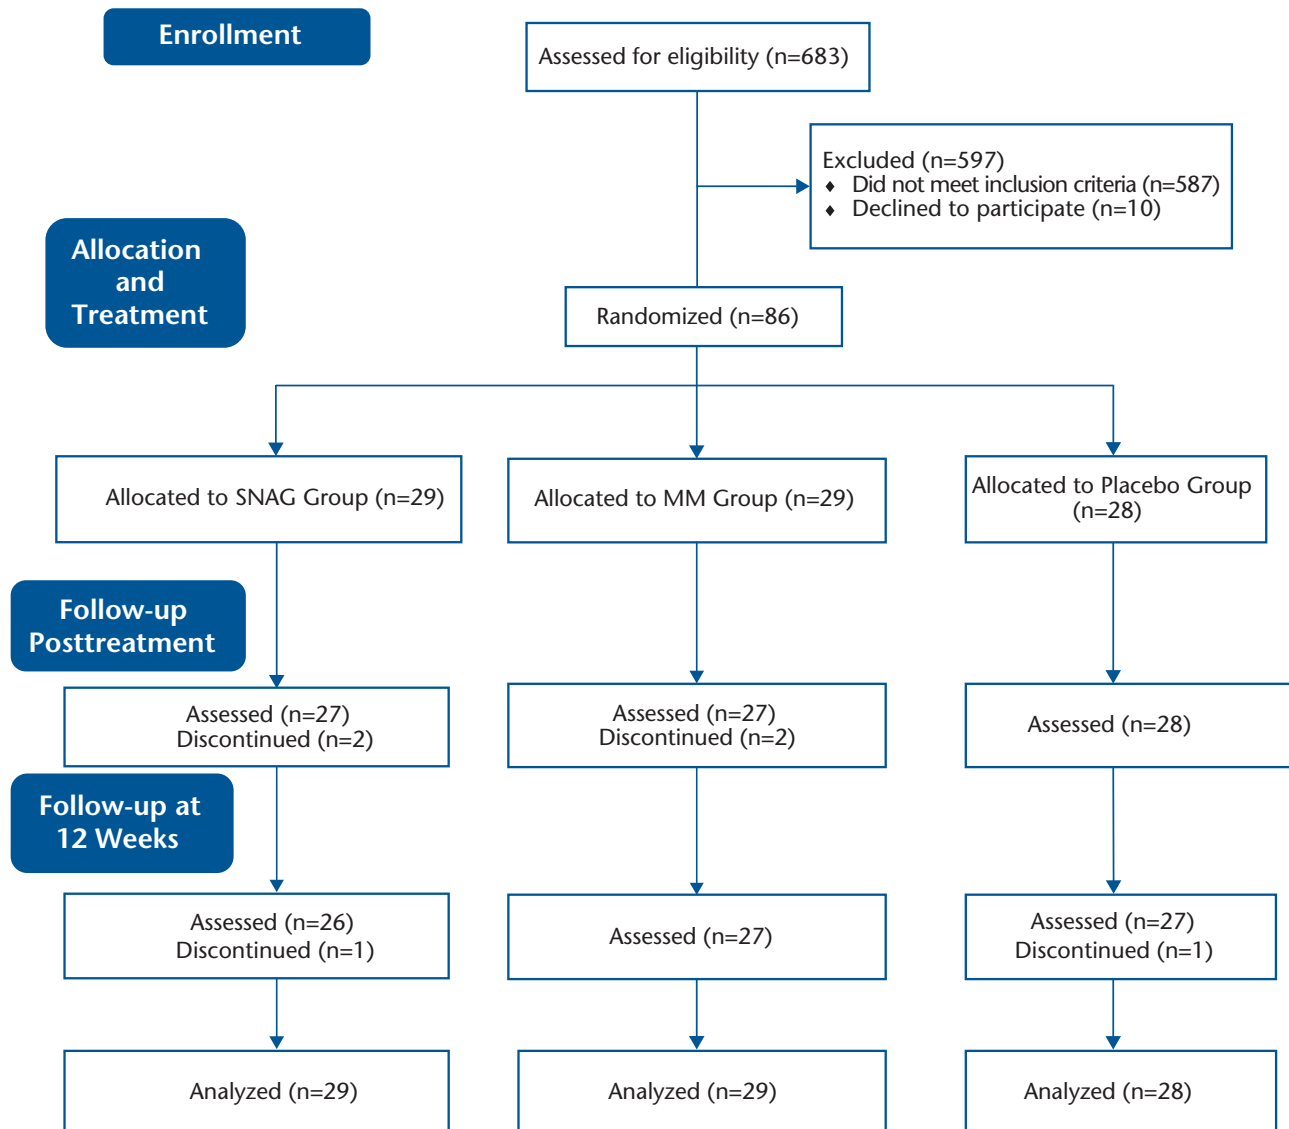 Enrollment
Assessed for eligibility (n=683)
Excluded (n=597)
♦ Did not meet inclusion criteria (n=587)
♦ Declined to participate (n=10)
Allocation
and
Treatment
Randomized (n=86)
Allocated to SNAG Group (n=29)
Allocated to MM Group (n=29)
Allocated to Placebo Group
(n=28)
Follow-up
Posttreatment
Assessed (n=27)
Discontinued (n=2)
Assessed (n=27)
Discontinued (n=2)
Assessed (n=28)
Follow-up at
12 Weeks
Assessed (n=26)
Discontinued (n=1)
Assessed (n=27)
Assessed (n=27)
Discontinued (n=1)
Analyzed (n=29)
Analyzed (n=29)
Analyzed (n=28)